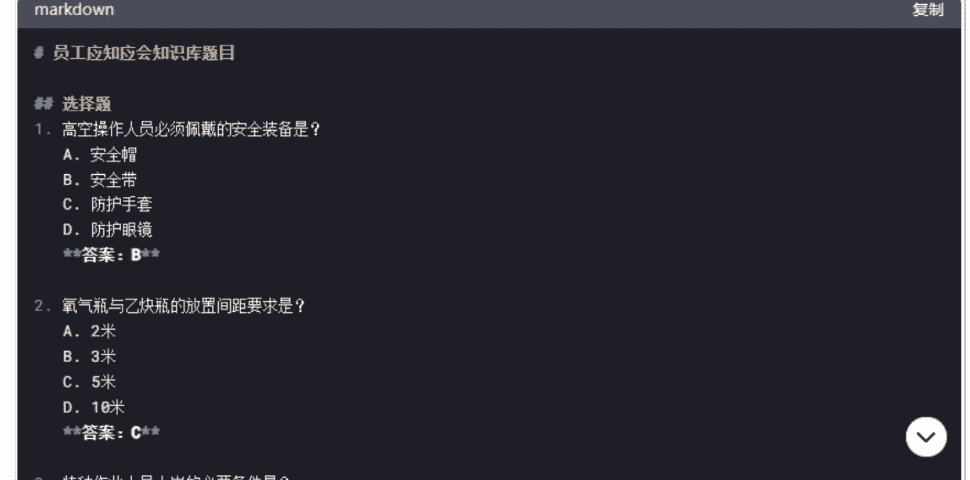 markdown 复制
# 员工应知应会知识库题目
## 选择题
1. 高空操作人员必须佩戴的安全装备是？
A. 安全帽
B. 安全带
C. 防护手套
D. 防护眼镜
**答案：B**
2. 氧气瓶与乙炔瓶的放置间距要求是？
A. 2米
B. 3米
C. 5米
D. 10米
**答案：C**